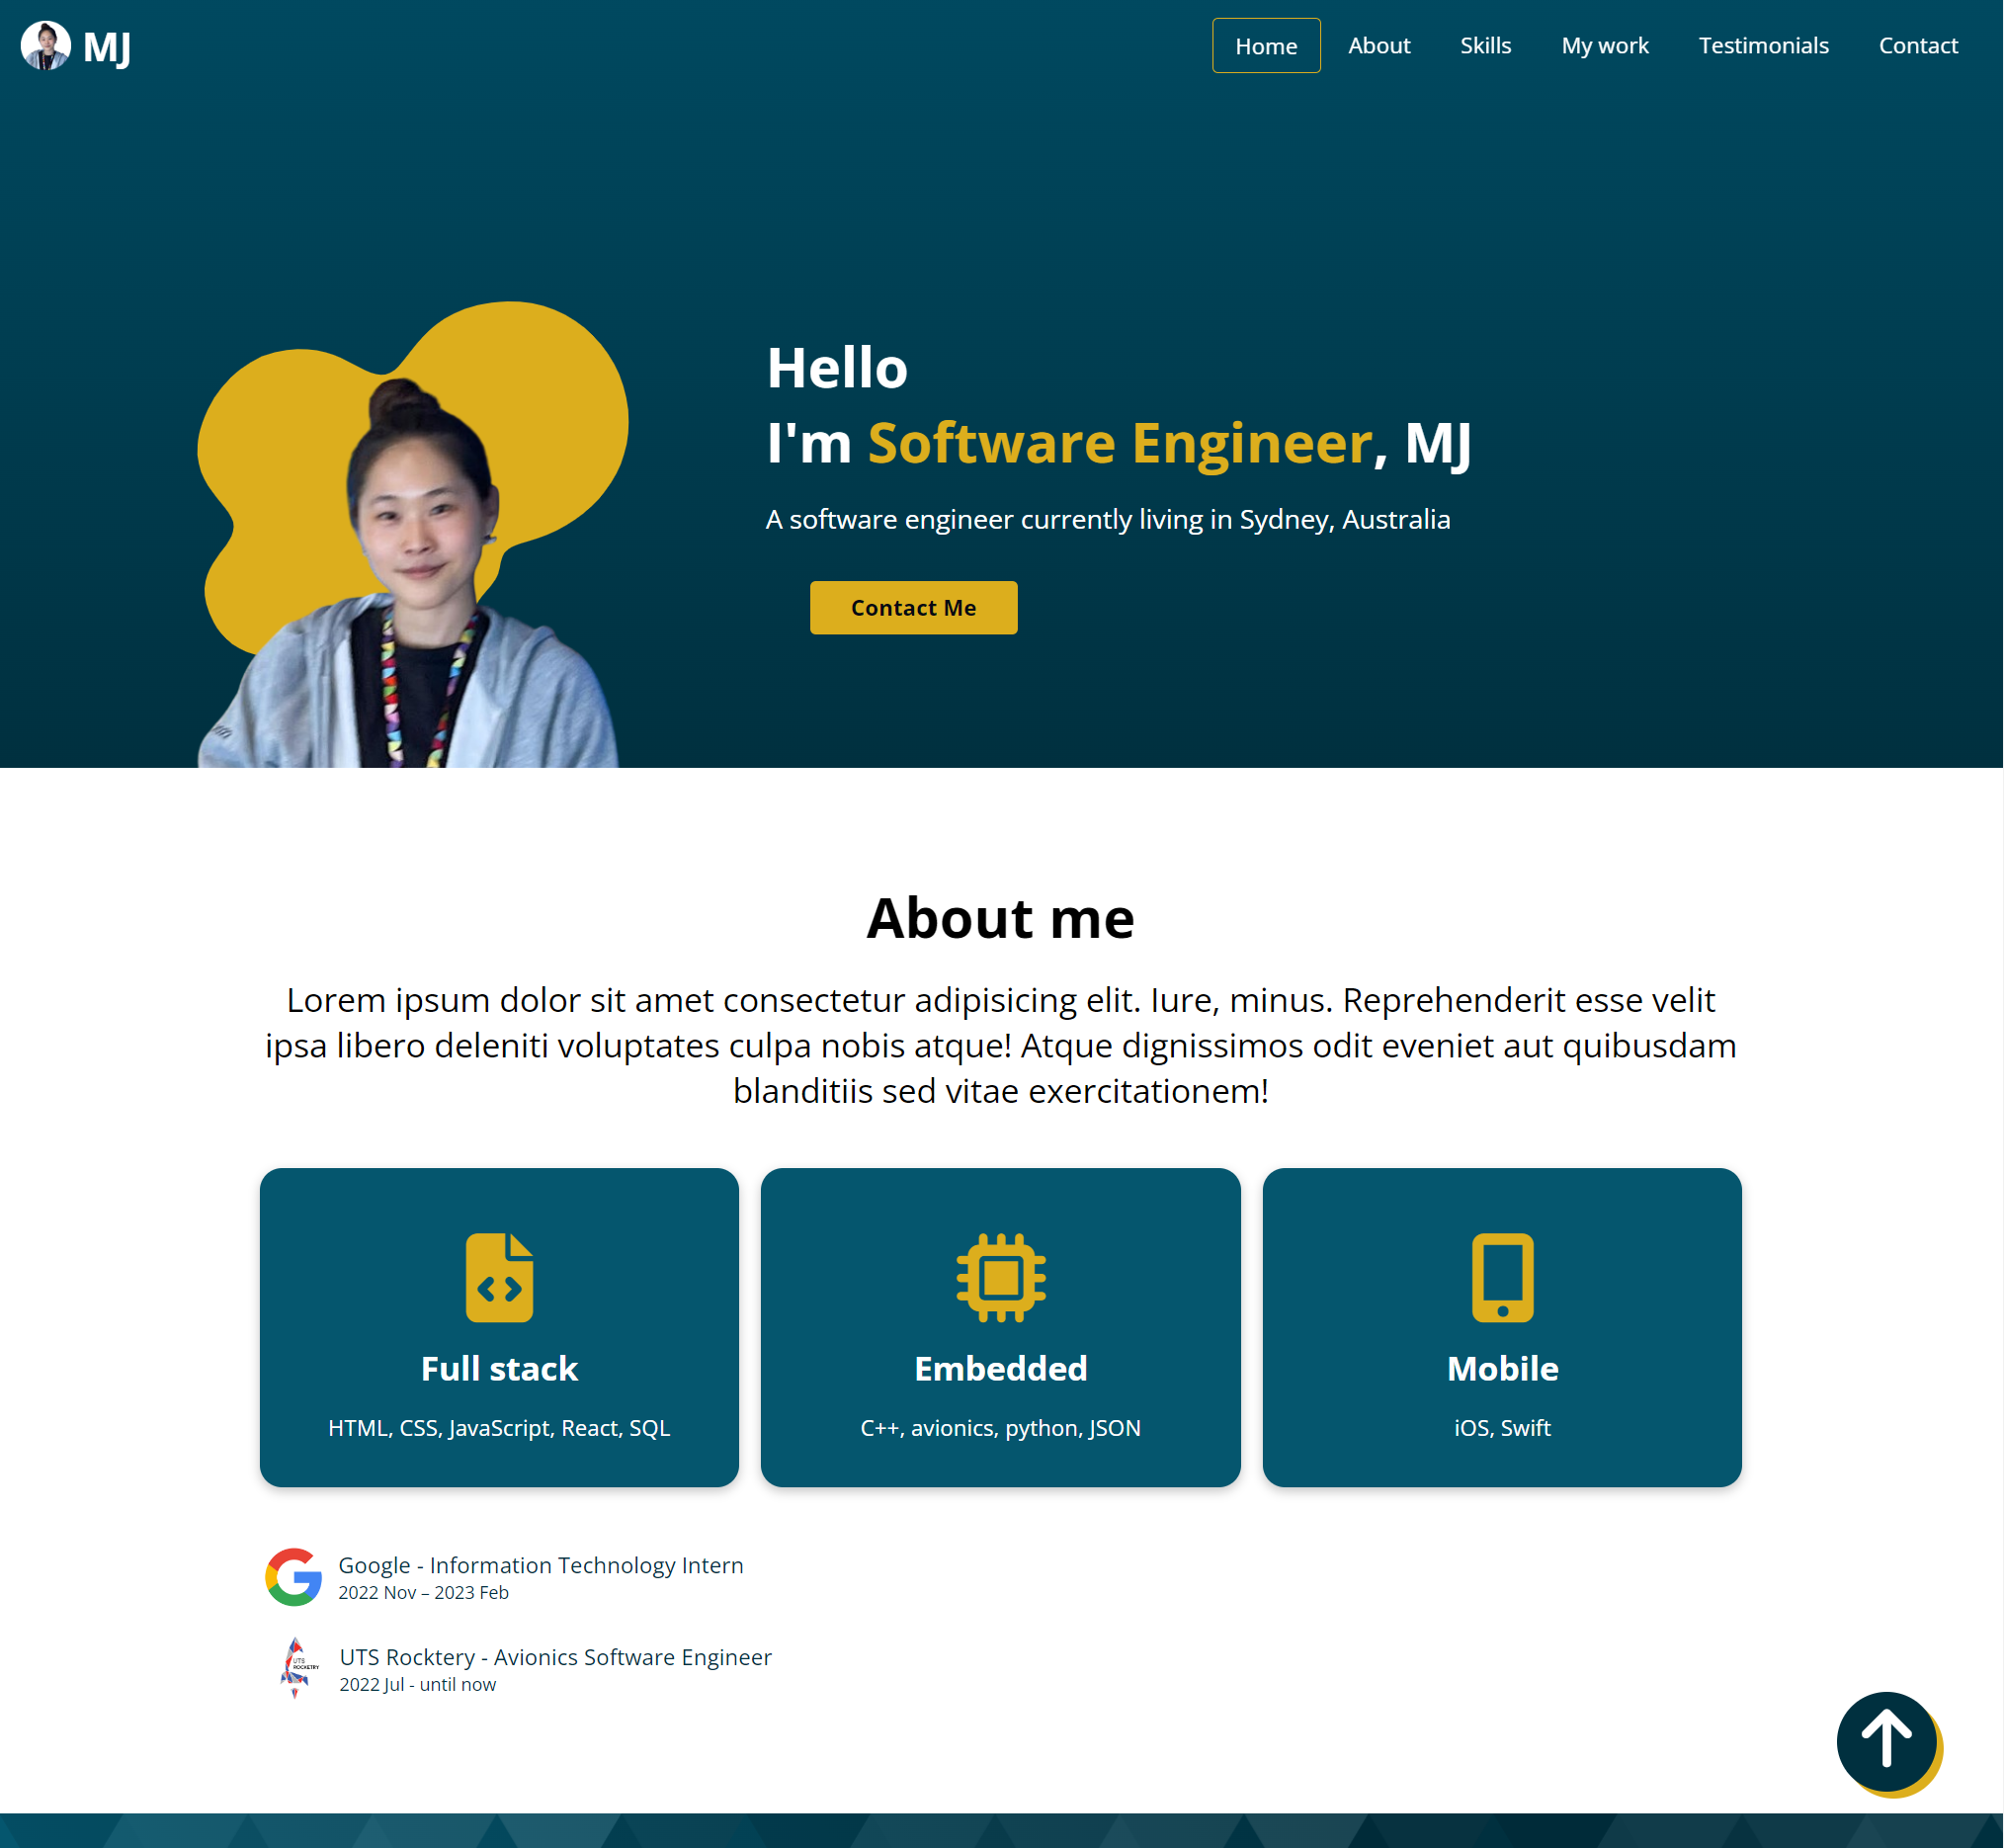 MJ
Home About Skills My work Testimonials Contact
Hello
I'm Software Engineer, MJ
A software engineer currently living in Sydney, Australia
Contact Me
About me
Lorem ipsum dolor sit amet consectetur adipisicing elit. Iure, minus. Reprehenderit esse velit
ipsa libero deleniti voluptates culpa nobis atque! Atque dignissimos odit eveniet aut quibusdam
blanditiis sed vitae exercitationem!
Full stack
HTML, CSS, JavaScript, React, SQL
Embedded
C++, avionics, python, JSON
Mobile
iOS, Swift
Google - Information Technology Intern
2022 Nov – 2023 Feb
UTS
ROCKETRY
UTS Rocktery - Avionics Software Engineer
2022 Jul - until now